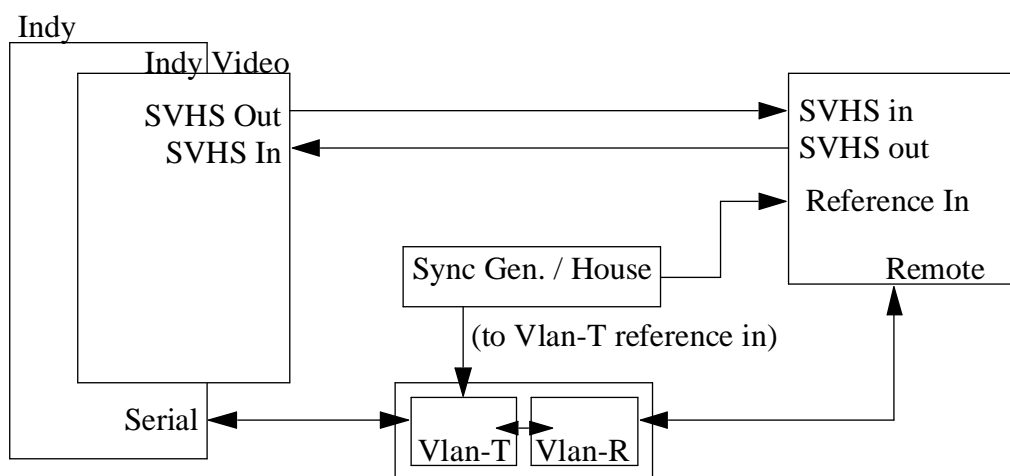 Indy
Indy Video
SVHS Out
SVHS in
SVHS In
SVHS out
Reference In
Sync Gen. / House
Remote
(to Vlan-T reference in)
Serial
Vlan-T
Vlan-R